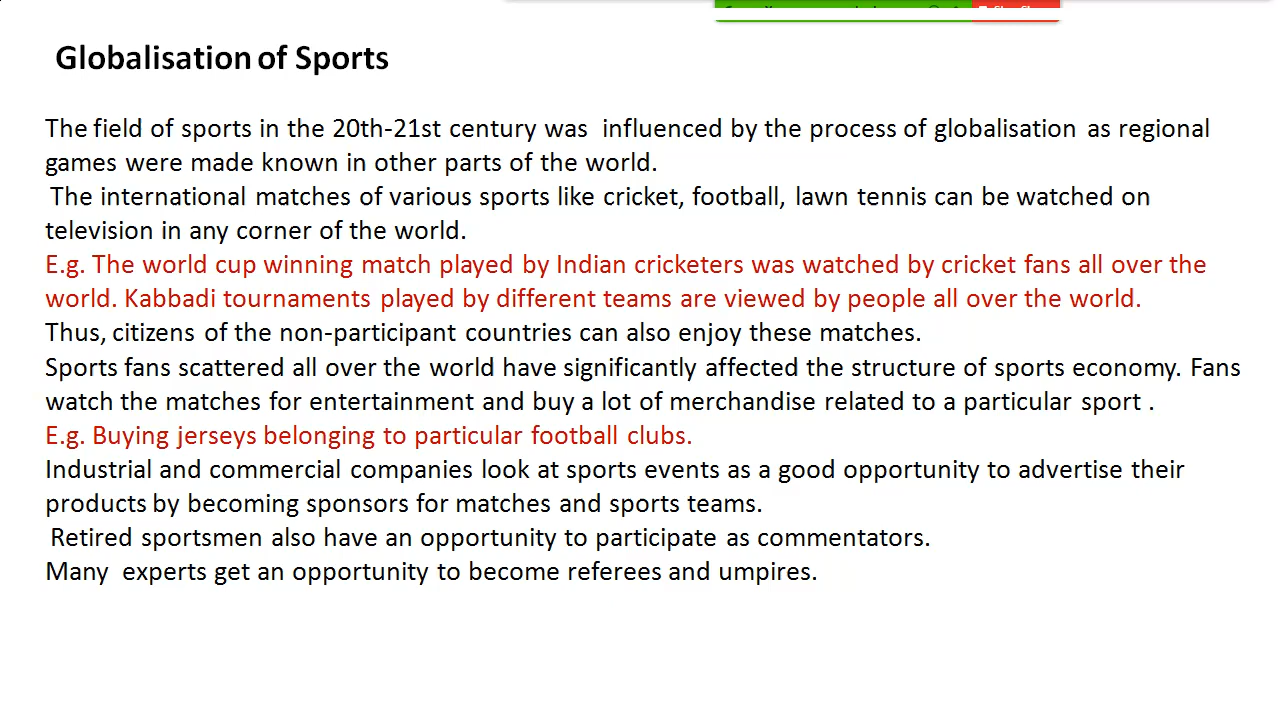 Globalisation of Sports
The field of sports in the 20th-21st century was influenced by the process of globalisation as regional
games were made known in other parts of the world.
The international matches of various sports like cricket, football, lawn tennis can be watched on
television in any corner of the world.
E.g. The world cup winning match played by Indian cricketers was watched by cricket fans all over the
world. Kabbadi tournaments played by different teams are viewed by people all over the world.
Thus, citizens of the non-participant countries can also enjoy these matches.
Sports fans scattered all over the world have significantly affected the structure of sports economy. Fans
watch the matches for entertainment and buy a lot of merchandise related to a particular sport .
E.g. Buying jerseys belonging to particular football clubs.
Industrial and commercial companies look at sports events as a good opportunity to advertise their
products by becoming sponsors for matches and sports teams.
Retired sportsmen also have an opportunity to participate as commentators.
Many experts get an opportunity to become referees and umpires.